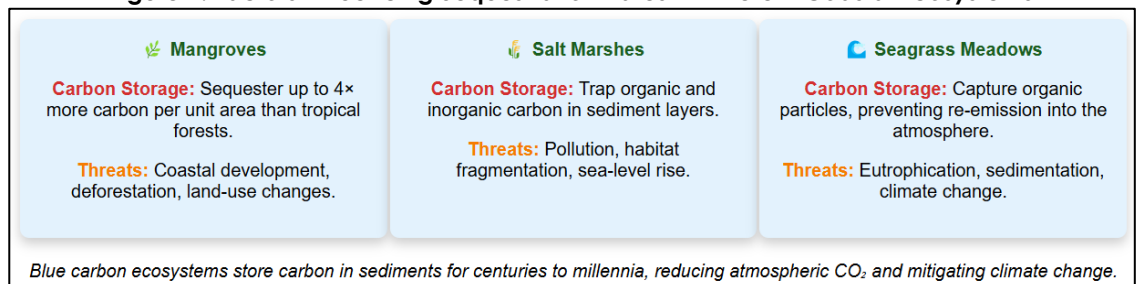 Mangroves
Carbon Storage: Sequester up to 4×
more carbon per unit area than tropical
forests.
Threats: Coastal development,
deforestation, land-use changes.
Salt Marshes
Carbon Storage: Trap organic and
inorganic carbon in sediment layers.
Threats: Pollution, habitat
fragmentation, sea-level rise.
Seagrass Meadows
Carbon Storage: Capture organic
particles, preventing re-emission into the
atmosphere.
Threats: Eutrophication, sedimentation,
climate change.
Blue carbon ecosystems store carbon in sediments for centuries to millennia, reducing atmospheric CO₂ and mitigating climate change.